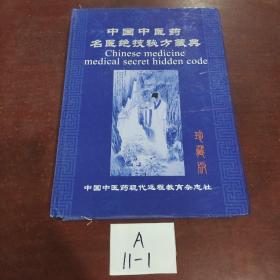 中国中医药
名医绝技秘方藏典
Chinese medicine
medical secret hidden code
珍藏版
中国中医药现代远程教育杂志社
A
11-1